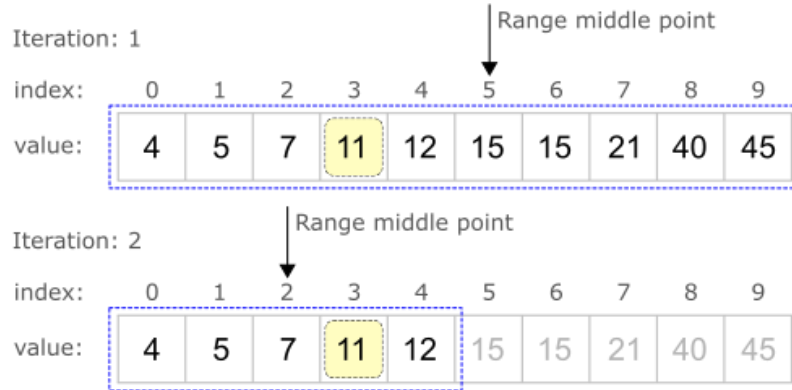 Range middle point
Iteration: 1
index: 0 1 2 3 4 5 6 7 8 9
value: 4 5 7 11 12 15 15 21 40 45
Range middle point
Iteration: 2
index: 0 1 2 3 4 5 6 7 8 9
value: 4 5 7 11 12 15 15 21 40 45